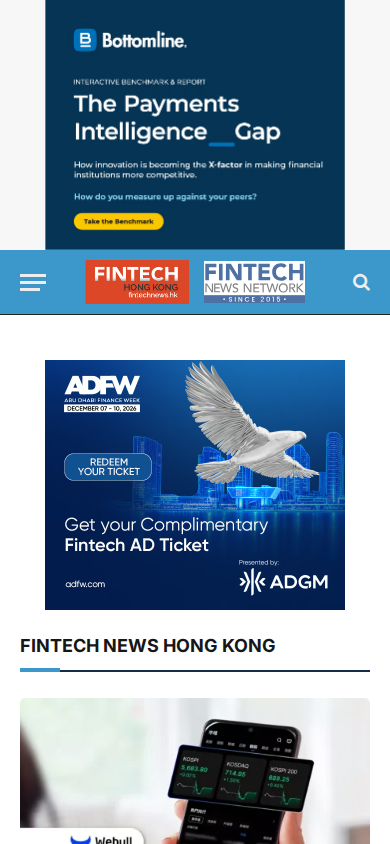 Bottomline.
INTERACTIVE BENCHMARK & REPORT
The Payments
Intelligence__Gap
How innovation is becoming the X-factor in making financial
institutions more competitive.
How do you measure up against your peers?
Take the Benchmark
FINTECH
HONG KONG
fintechnews.hk
FINTECH
NEWS NETWORK
• SINCE 2015 •
ADFW
ABU DHABI FINANCE WEEK
DECEMBER 07 - 10, 2026
REDEEM
YOUR TICKET
Get your Complimentary
Fintech AD Ticket
Presented by:
adfw.com
ADGM
FINTECH NEWS HONG KONG
KOSPI
KOSDAQ
KOSPI 200
Webull